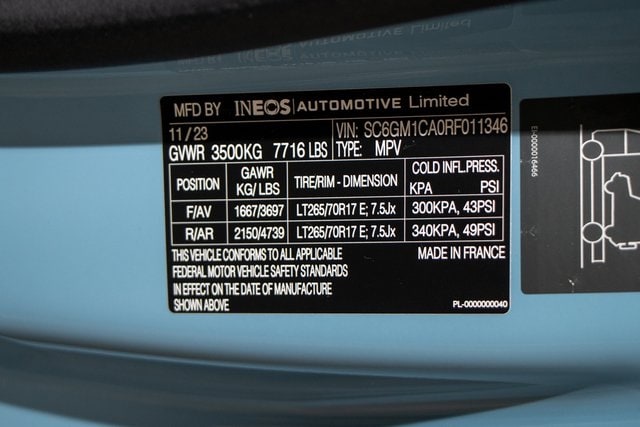 MFD BY INEOS AUTOMOTIVE Limited
11 / 23 VIN: SC6GM1CA0RF011346
GVWR 3500KG 7716 LBS TYPE: MPV
POSITION GAWR KG/LBS TIRE/RIM - DIMENSION COLD INFL.PRESS. KPA PSI
F/AV 1667/3697 LT265/70R17 E; 7.5Jx 300KPA, 43PSI
R/AR 2150/4739 LT265/70R17 E; 7.5Jx 340KPA, 49PSI
THIS VEHICLE CONFORMS TO ALL APPLICABLE MADE IN FRANCE
FEDERAL MOTOR VEHICLE SAFETY STANDARDS
IN EFFECT ON THE DATE OF MANUFACTURE
SHOWN ABOVE PL-0000000040
EX-0000016466